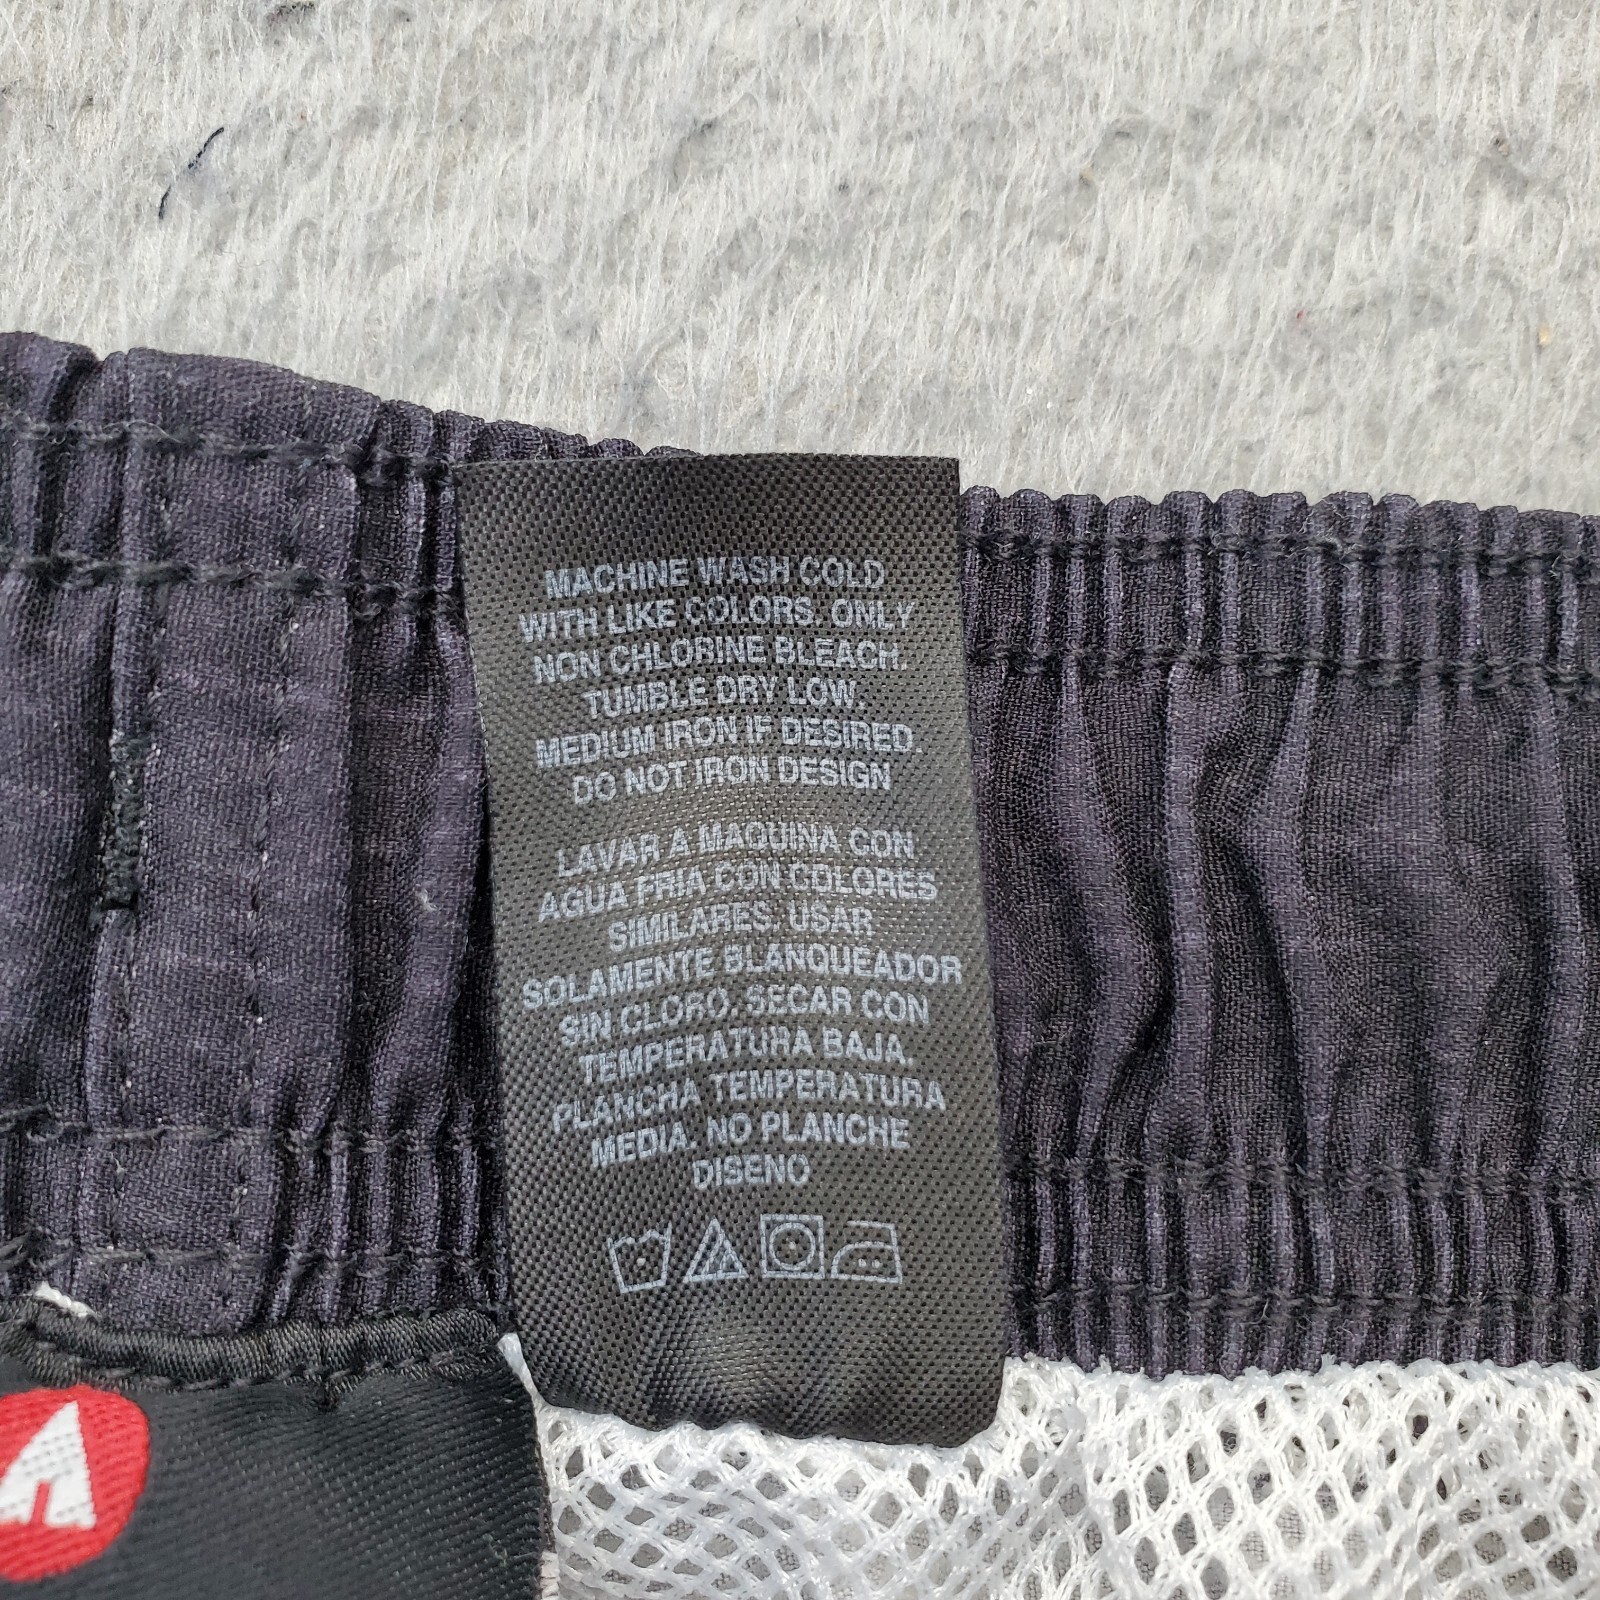 MACHINE WASH COLD
WITH LIKE COLORS. ONLY
NON CHLORINE BLEACH.
TUMBLE DRY LOW.
MEDIUM IRON IF DESIRED.
DO NOT IRON DESIGN
LAVAR A MAQUINA CON
AGUA FRIA CON COLORES
SIMILARES. USAR
SOLAMENTE BLANQUEADOR
SIN CLORO. SECAR CON
TEMPERATURA BAJA.
PLANCHA TEMPERATURA
MEDIA. NO PLANCHE
DISENO